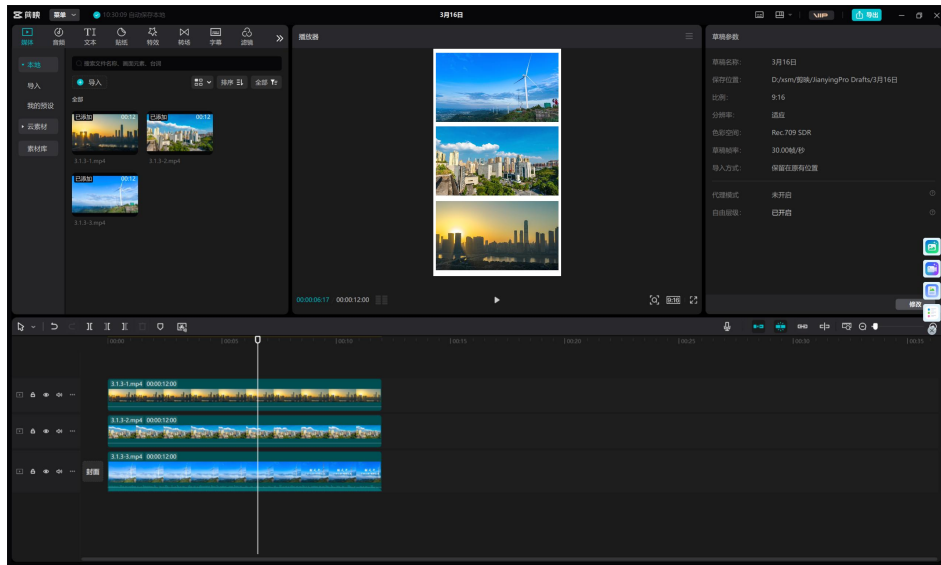 剪映 菜单 10:30:05 自动保存本地 3月16日 VIP 导出
媒体 音频 文本 贴纸 特效 转场 字幕 滤镜
播放器
草稿参数
本地
导入
我的预设
云素材
素材库
搜索文件名称、画面元素、台词
导入 排序 全部
全部
已添加 00:12
3.1.3-1.mp4
已添加 00:12
3.1.3-2.mp4
已添加 00:12
3.1.3-3.mp4
00:00:06:17 00:00:12:00
9:16
草稿名称: 3月16日
保存位置: D:/xsm/剪映/JianyingPro Drafts/3月16日
比例: 9:16
分辨率: 适应
色彩空间: Rec.709 SDR
草稿帧率: 30.00帧/秒
导入方式: 保留在原有位置
代理模式: 未开启
自由层级: 已开启
修改
00:00 00:05 00:10 00:15 00:20 00:25 00:30 00:35
3.1.3-1.mp4 00:00:12:00
3.1.3-2.mp4 00:00:12:00
封面
3.1.3-3.mp4 00:00:12:00